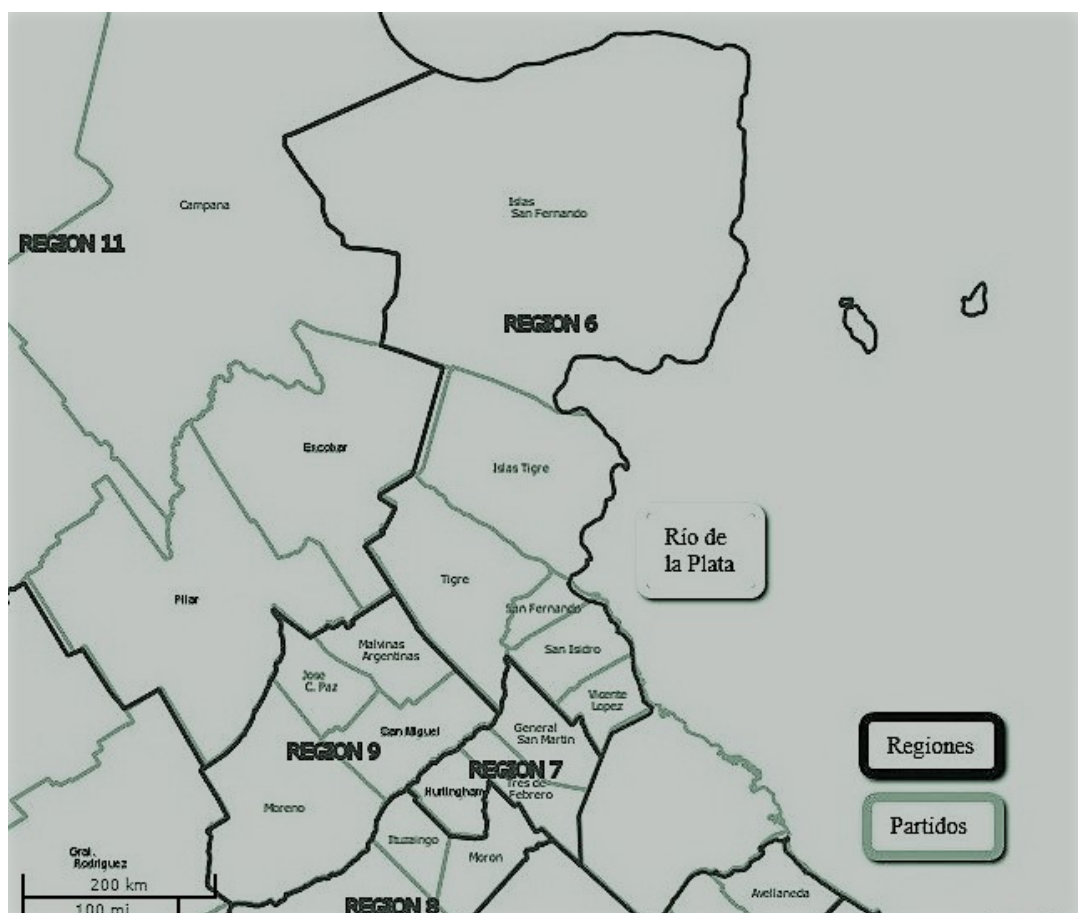 Campana
Islas
San Fernando
REGION 11
REGION 6
Escobar
Islas Tigre
Río de
la Plata
Tigre
Pilar
San Fernando
Malvinas
Argentinas
San Isidro
Jose
C. Paz
Vicente
Lopez
San Miguel
General
San Martin
Regiones
REGION 9
REGION 7
Hurlingham
Tres de
Febrero
Moreno
Partidos
Ituzaingo
Moron
Gral.
Rodriguez
200 km
Avellaneda
100 mi
REGION 8